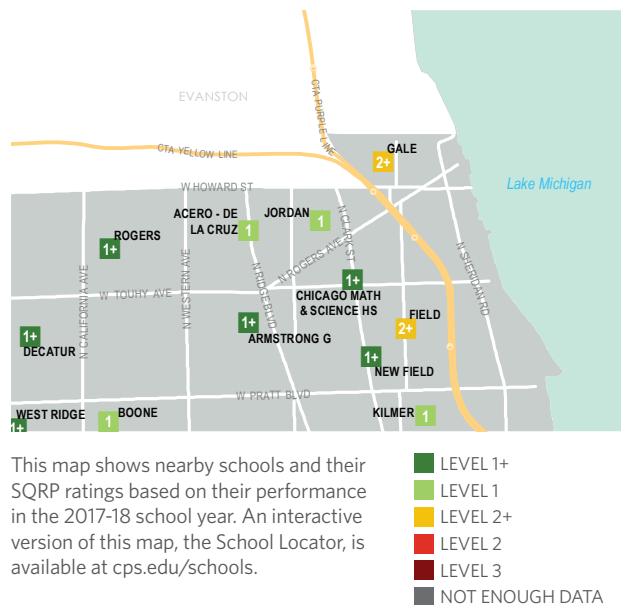 EVANSTON
CTA PURPLE LINE
CTA YELLOW LINE
GALE
2+
Lake Michigan
W HOWARD ST
ACERO - DE
LA CRUZ
1
JORDAN
1
ROGERS
1+
N CLARK ST
N ROGERS AVE
N SHERIDAN RD
N CALIFORNIA AVE
N WESTERN AVE
N RIDGE BLVD
W TOUHY AVE
1+
CHICAGO MATH
& SCIENCE HS
1+
ARMSTRONG G
FIELD
2+
1+
DECATUR
1+
NEW FIELD
W PRATT BLVD
WEST RIDGE
1+
BOONE
1
KILMER
1
This map shows nearby schools and their
SQRP ratings based on their performance
in the 2017-18 school year. An interactive
version of this map, the School Locator, is
available at cps.edu/schools.
LEVEL 1+
LEVEL 1
LEVEL 2+
LEVEL 2
LEVEL 3
NOT ENOUGH DATA